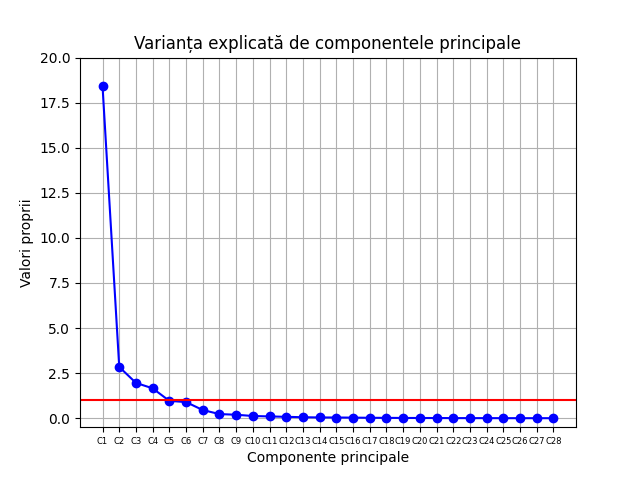 Varianța explicată de componentele principale
20.0
17.5
15.0
12.5
10.0
7.5
5.0
2.5
0.0
Valori proprii
C1 C2 C3 C4 C5 C6 C7 C8 C9 C10 C11 C12 C13 C14 C15 C16 C17 C18 C19 C20 C21 C22 C23 C24 C25 C26 C27 C28
Componente principale